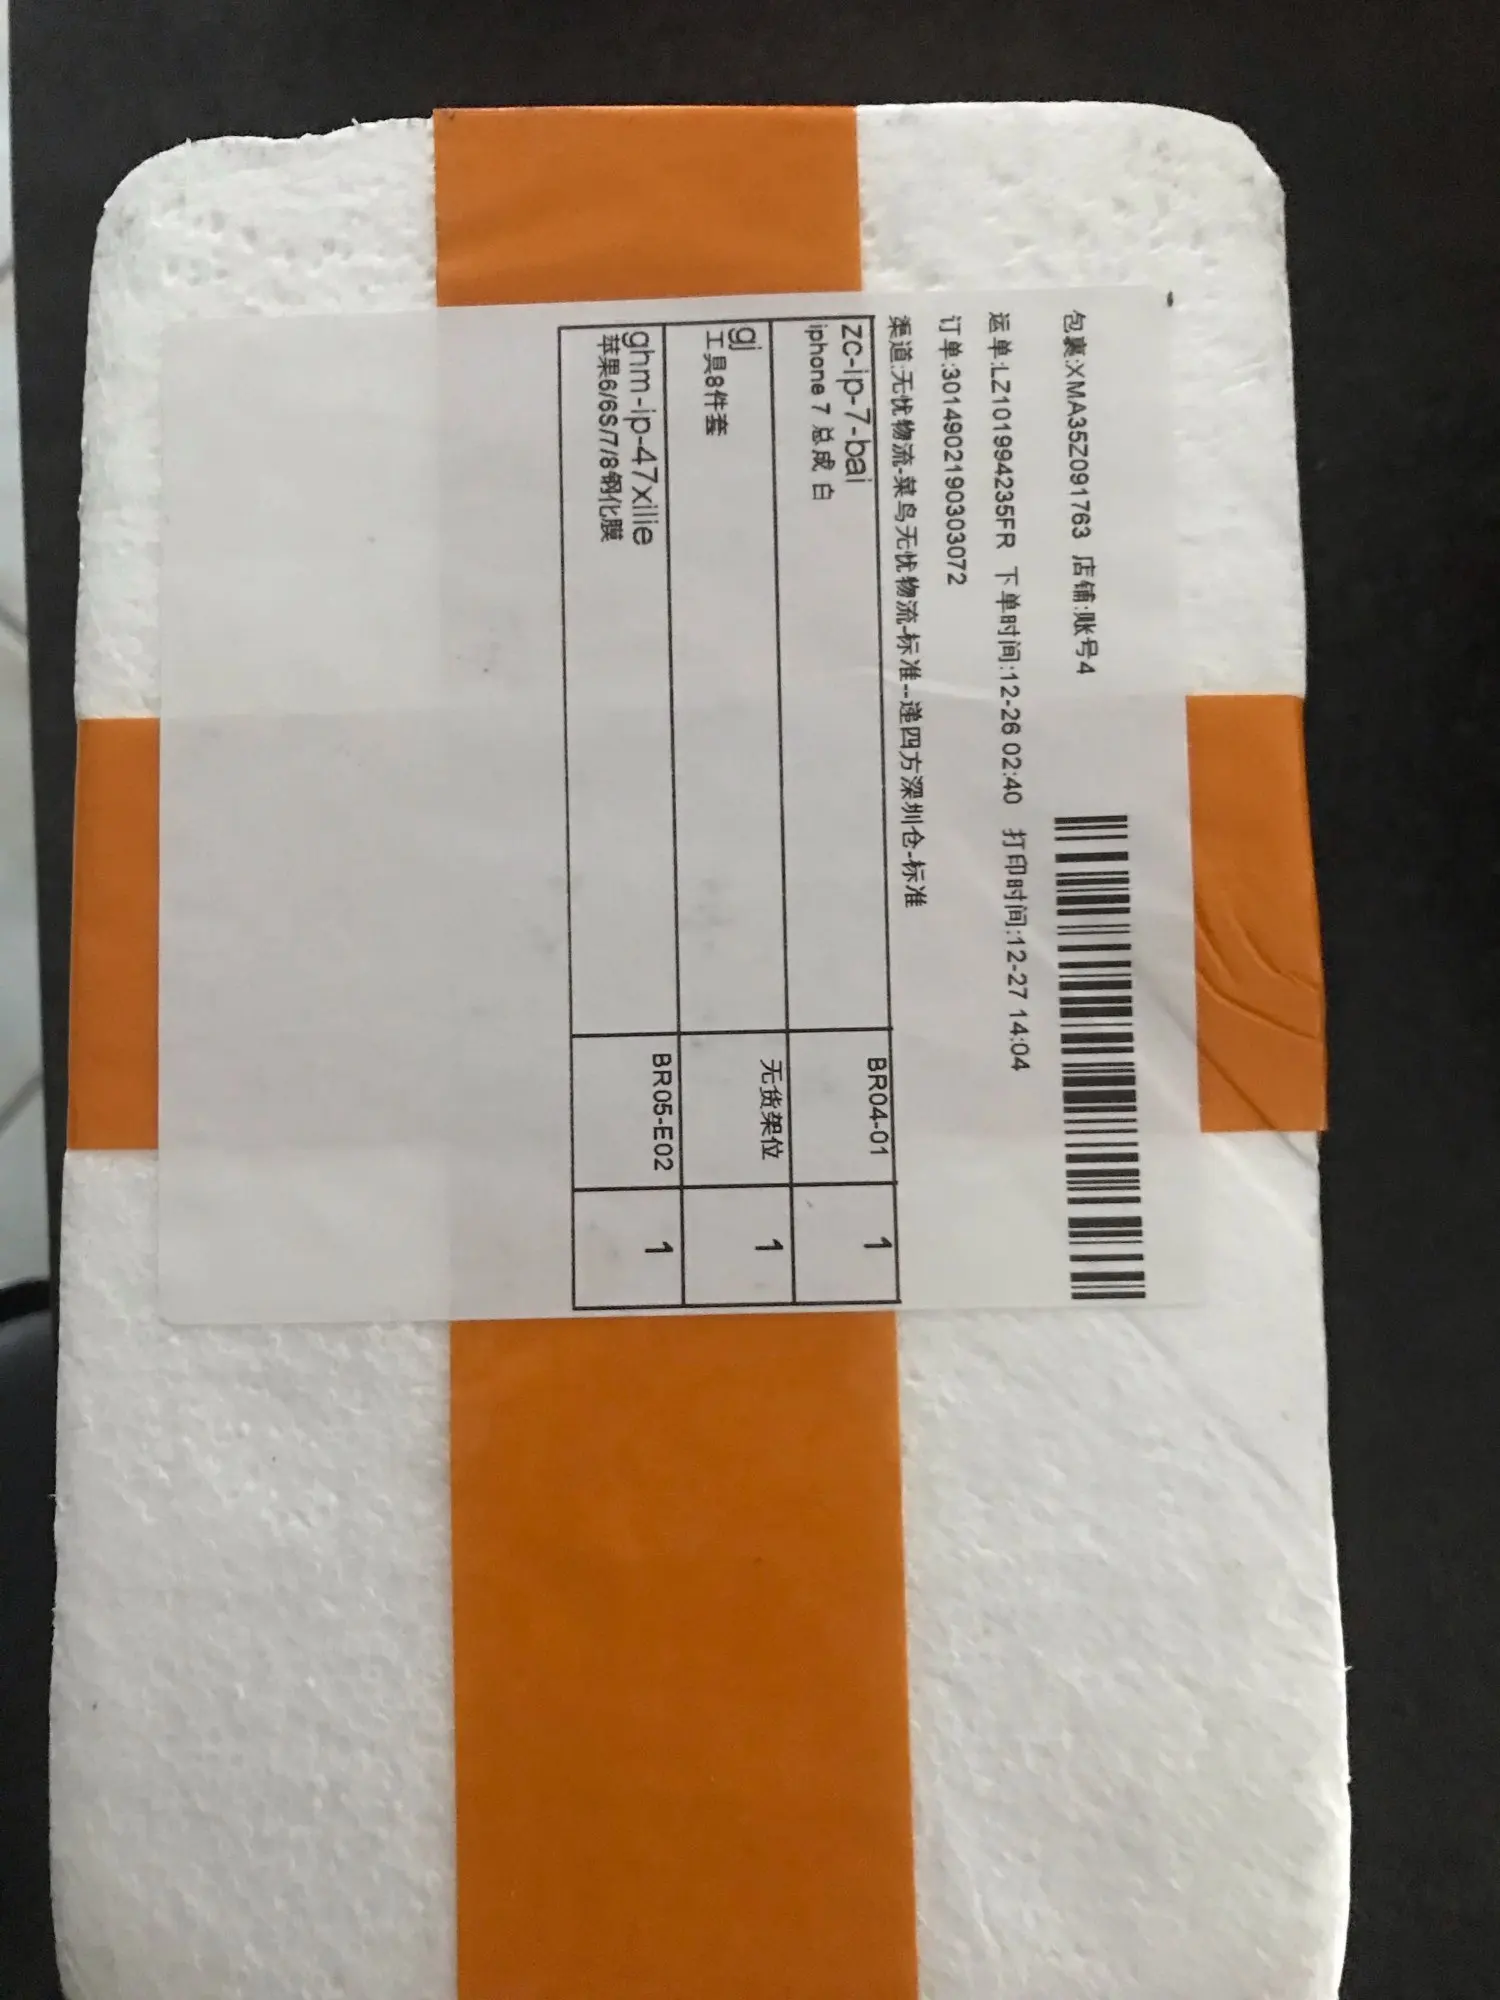 包裹:XMA35Z091763 店铺:账号4
运单:LZ101994235FR 下单时间:12-26 02:40 打印时间:12-27 14:04
订单:3014902190303072
渠道:无忧物流-菜鸟无忧物流-标准--递四方深圳仓-标准
zc-ip-7-bai BR04-01 1
iphone 7 总成 白
gj 无货架位 1
工具8件套
ghm-ip-47xilie BR05-E02 1
苹果6/6S/7/8钢化膜